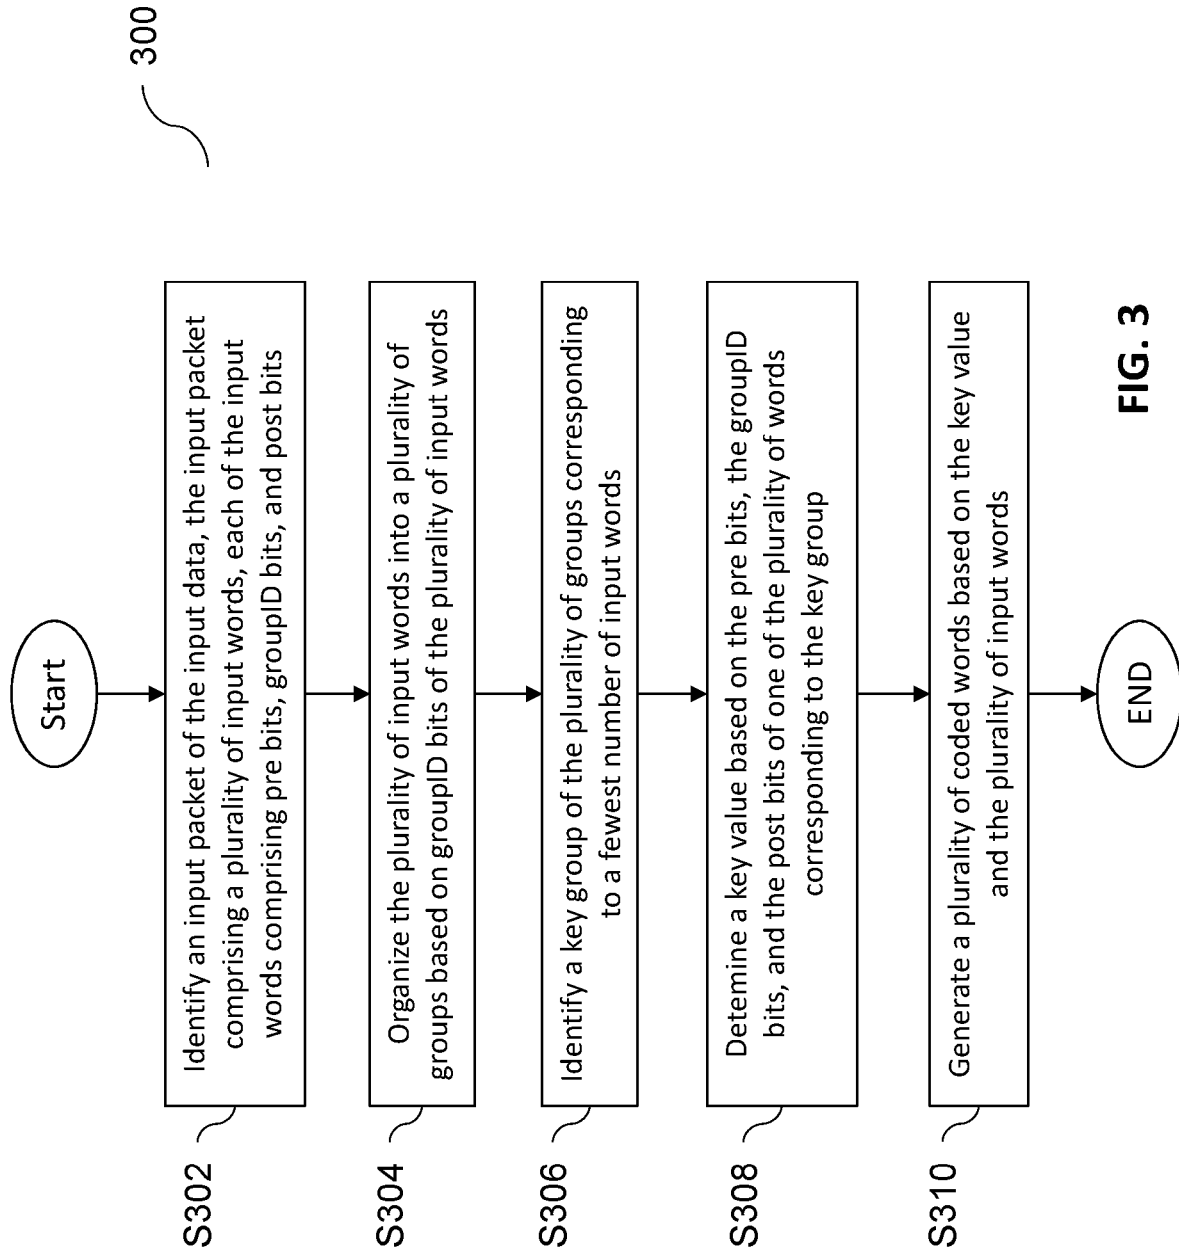 300
Start
S302
Identify an input packet of the input data, the input packet
comprising a plurality of input words, each of the input
words comprising pre bits, groupID bits, and post bits
S304
Organize the plurality of input words into a plurality of
groups based on groupID bits of the plurality of input words
S306
Identify a key group of the plurality of groups corresponding
to a fewest number of input words
S308
Detemine a key value based on the pre bits, the groupID
bits, and the post bits of one of the plurality of words
corresponding to the key group
S310
Generate a plurality of coded words based on the key value
and the plurality of input words
END
FIG. 3